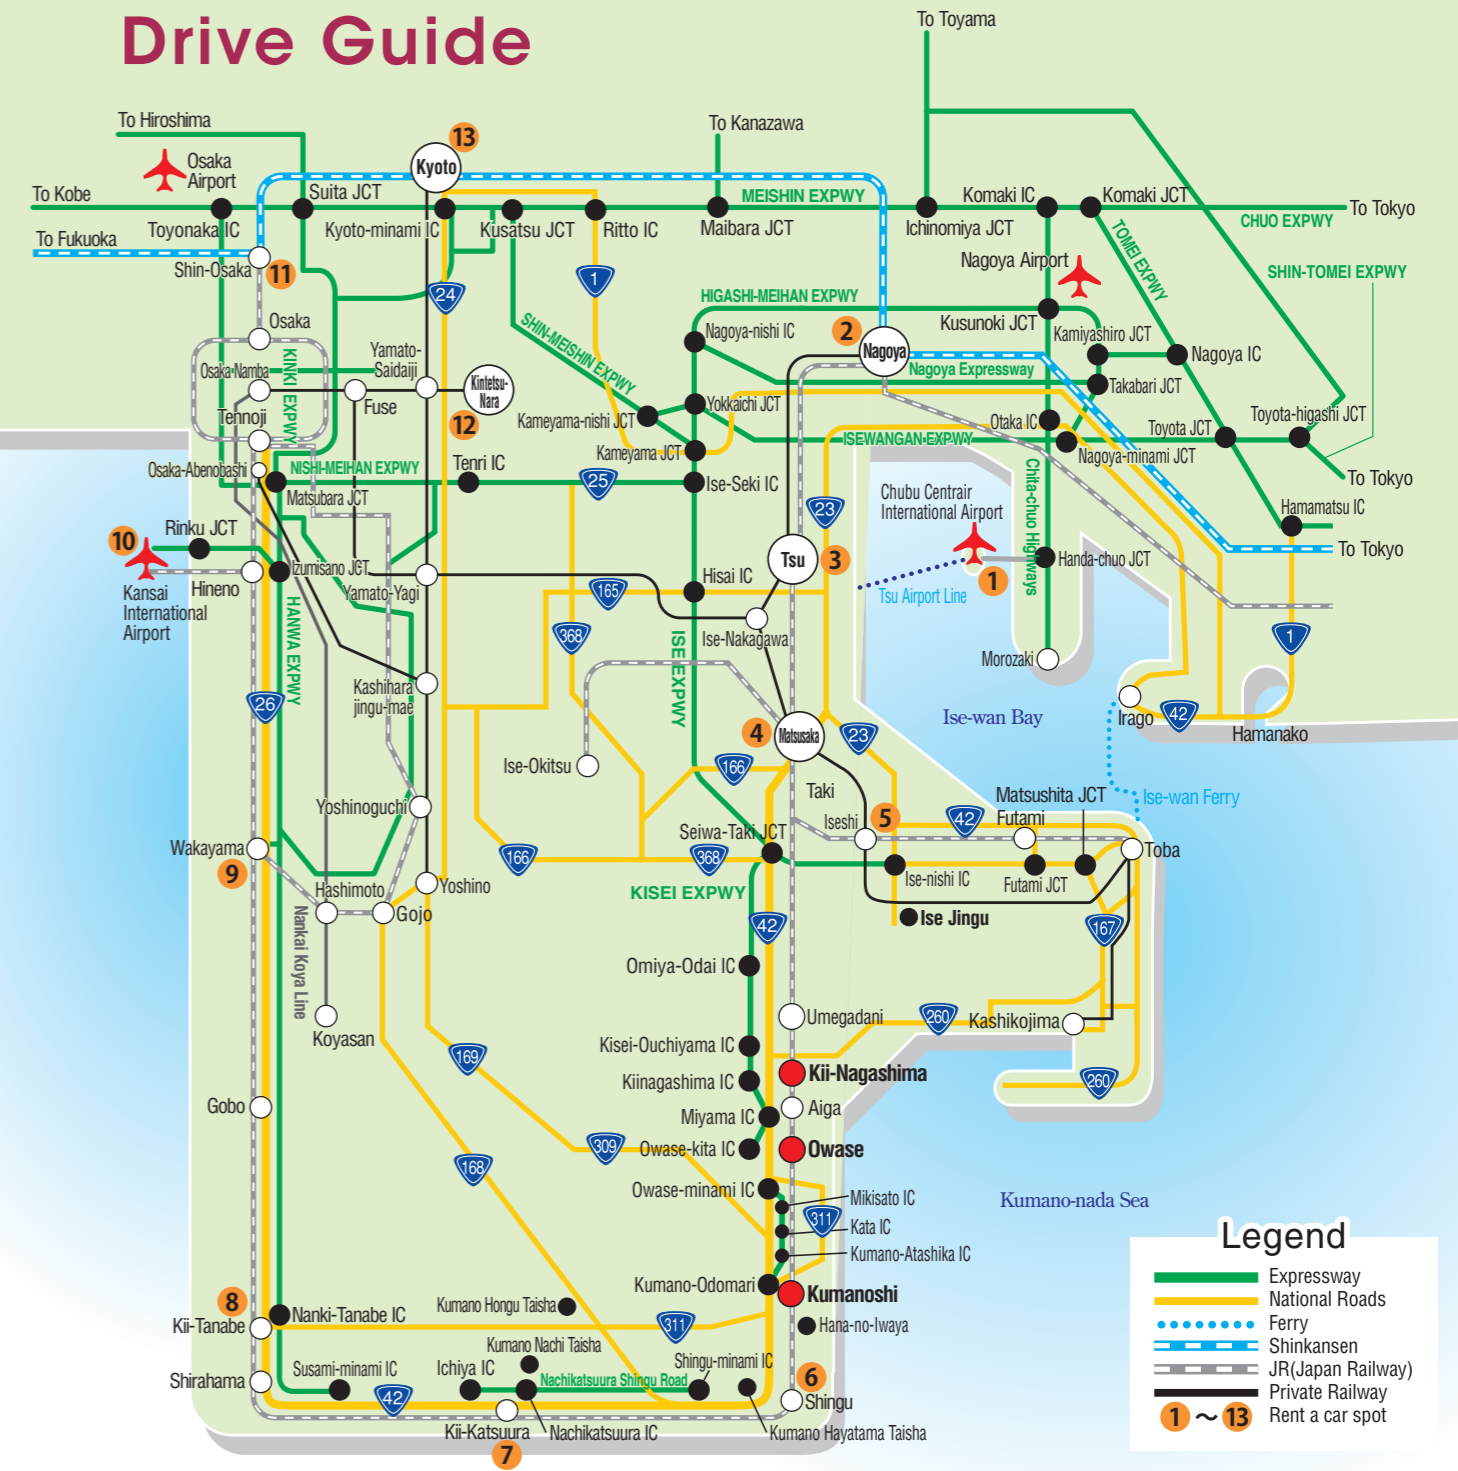 Drive Guide
To Toyama
To Hiroshima
To Kanazawa
13
Kyoto
Osaka
Airport
To Kobe
Suita JCT
MEISHIN EXPWY
Komaki IC
Komaki JCT
To Tokyo
CHUO EXPWY
Toyonaka IC
Kyoto-minami IC
Kusatsu JCT
Ritto IC
Maibara JCT
Ichinomiya JCT
TOMEI EXPWY
To Fukuoka
Shin-Osaka
11
Nagoya Airport
SHIN-TOMEI EXPWY
24
1
HIGASHI-MEIHAN EXPWY
Kusunoki JCT
Osaka
SHIN-MEISHIN EXPWY
Nagoya-nishi IC
2
Nagoya
Kamiyashiro JCT
Nagoya IC
KINKI EXPWY
Yamato-
Saidaiji
Osaka-Namba
Nagoya Expressway
Takabari JCT
Kintetsu-
Nara
Fuse
12
Tennoji
Kameyama-nishi JCT
Yokkaichi JCT
Otaka IC
Toyota JCT
Toyota-higashi JCT
ISEWANGAN EXPWY
Kameyama JCT
Nagoya-minami JCT
Osaka-Abenobashi
NISHI-MEIHAN EXPWY
Tenri IC
25
Ise-Seki IC
To Tokyo
Matsubara JCT
Chita-chuo Highways
Chubu Centrair
International Airport
23
Hamamatsu IC
10
Rinku JCT
To Tokyo
Izumisano JCT
Hineno
Kansai
International
Airport
Yamato-Yagi
Tsu
3
Hisai IC
1
Handa-chuo JCT
Tsu Airport Line
165
HANWA EXPWY
368
ISE EXPWY
Ise-Nakagawa
1
Morozaki
Kashihara
jingu-mae
26
4
Matsusaka
23
Ise-wan Bay
Irago
42
Hamanako
Ise-Okitsu
166
Taki
Matsushita JCT
Ise-wan Ferry
Yoshinoguchi
Iseshi
5
42
Futami
Seiwa-Taki JCT
Wakayama
166
368
Toba
9
Ise-nishi IC
Futami JCT
Hashimoto
Yoshino
KISEI EXPWY
Gojo
Ise Jingu
Nankai Koya Line
42
167
Omiya-Odai IC
Koyasan
Umegadani
260
Kashikojima
169
Kisei-Ouchiyama IC
Kii-Nagashima
Kiinagashima IC
260
Gobo
Aiga
Miyama IC
309
Owase-kita IC
Owase
168
Owase-minami IC
Mikisato IC
Kumano-nada Sea
311
Kata IC
Kumano-Atashika IC
Legend
Kumano-Odomari
Kumanoshi
Expressway
National Roads
Ferry
Shinkansen
JR(Japan Railway)
Private Railway
1 ～ 13 Rent a car spot
8
Nanki-Tanabe IC
Kumano Hongu Taisha
Kii-Tanabe
311
Hana-no-Iwaya
Kumano Nachi Taisha
Shirahama
Susami-minami IC
Ichiya IC
Shingu-minami IC
Nachikatsuura Shingu Road
6
42
Shingu
Kii-Katsuura
Nachikatsuura IC
Kumano Hayatama Taisha
7